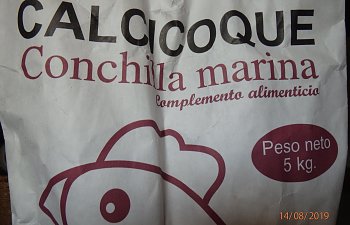 CALCICOQUE
Conchilla marina
Complemento alimenticio
Peso neto
5 kg.
14/08/2019